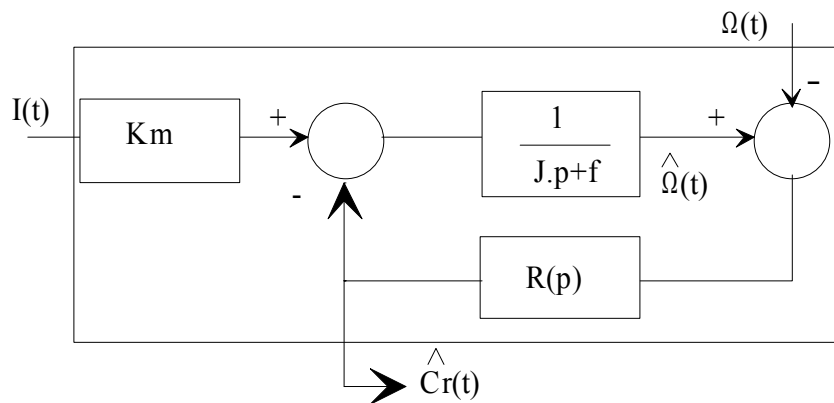 Ω(t)
I(t)
Km
+
-
1
J.p+f
+
-
^
Ω(t)
R(p)
^
Cr(t)